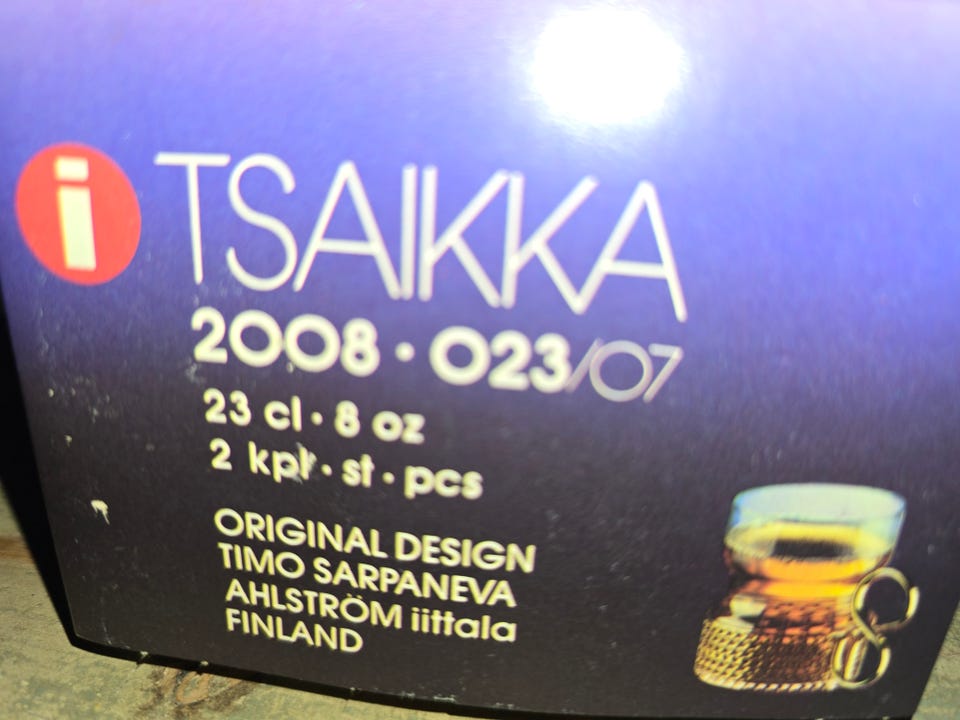 i TSAIKKA
2008 · 023/07
23 cl · 8 oz
2 kpl · st · pcs
ORIGINAL DESIGN
TIMO SARPANEVA
AHLSTRÖM iittala
FINLAND